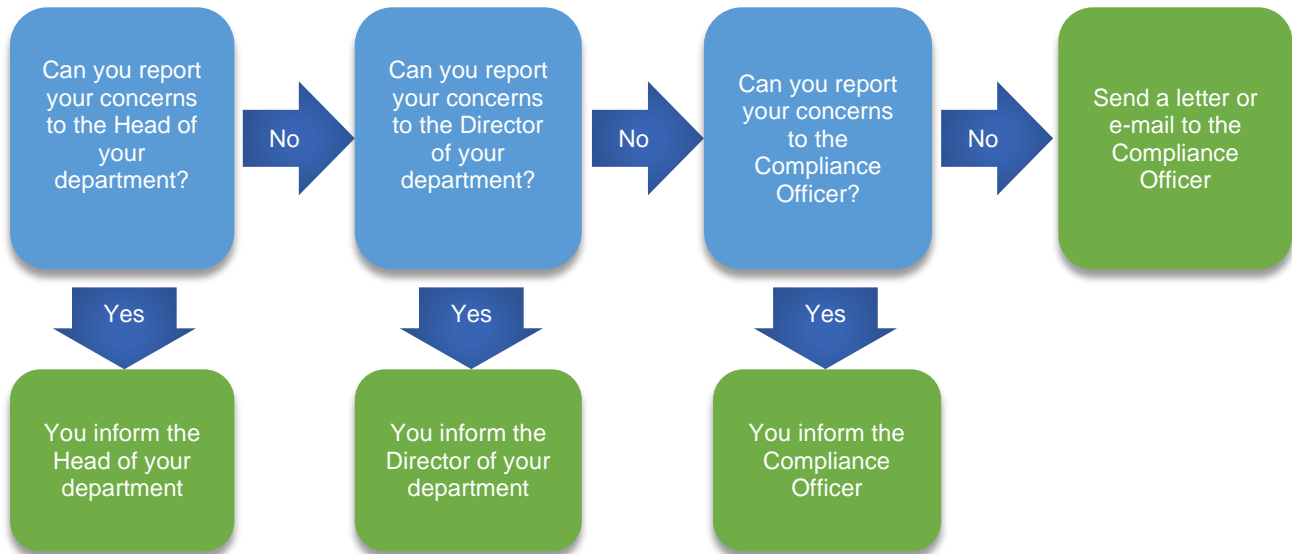 Can you report
your concerns
to the Head of
your
department?
No
Can you report
your concerns
to the Director
of your
department?
No
Can you report
your concerns
to the
Compliance
Officer?
No
Send a letter or
e-mail to the
Compliance
Officer
Yes
Yes
Yes
You inform the
Head of your
department
You inform the
Director of your
department
You inform the
Compliance
Officer